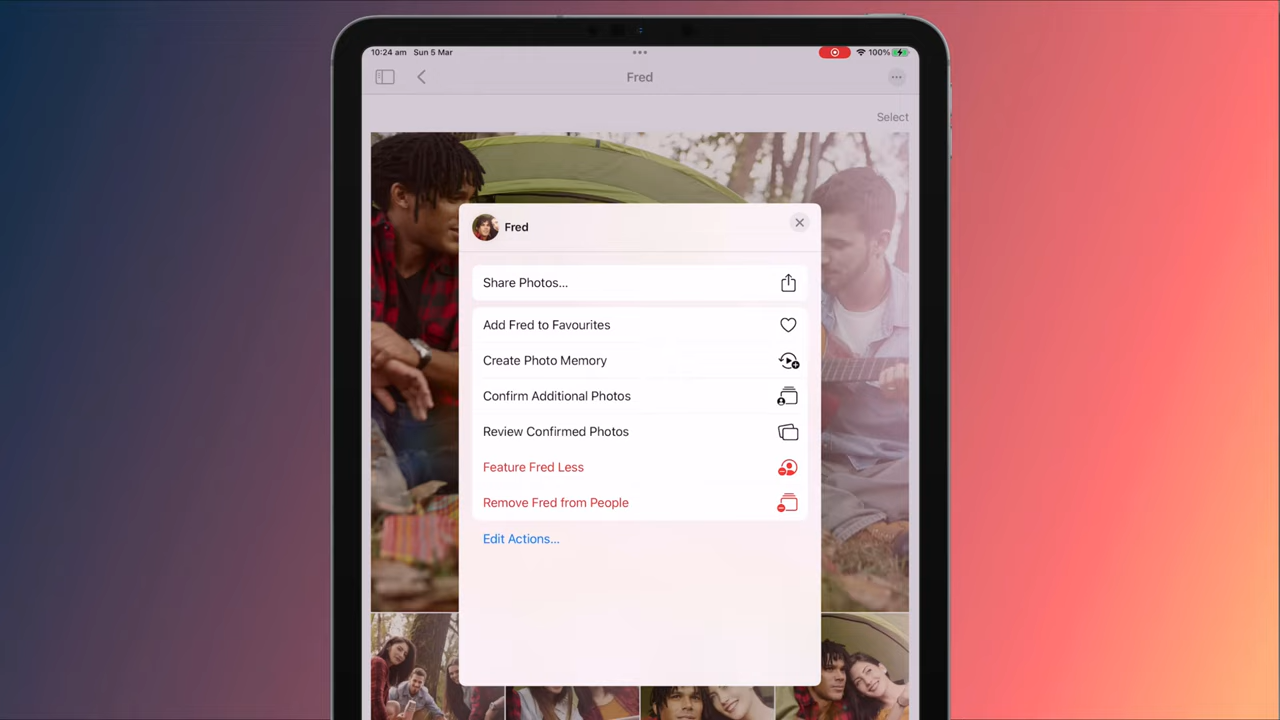 10:24 am Sun 5 Mar 100%
Fred
Select
Fred
Share Photos...
Add Fred to Favourites
Create Photo Memory
Confirm Additional Photos
Review Confirmed Photos
Feature Fred Less
Remove Fred from People
Edit Actions...